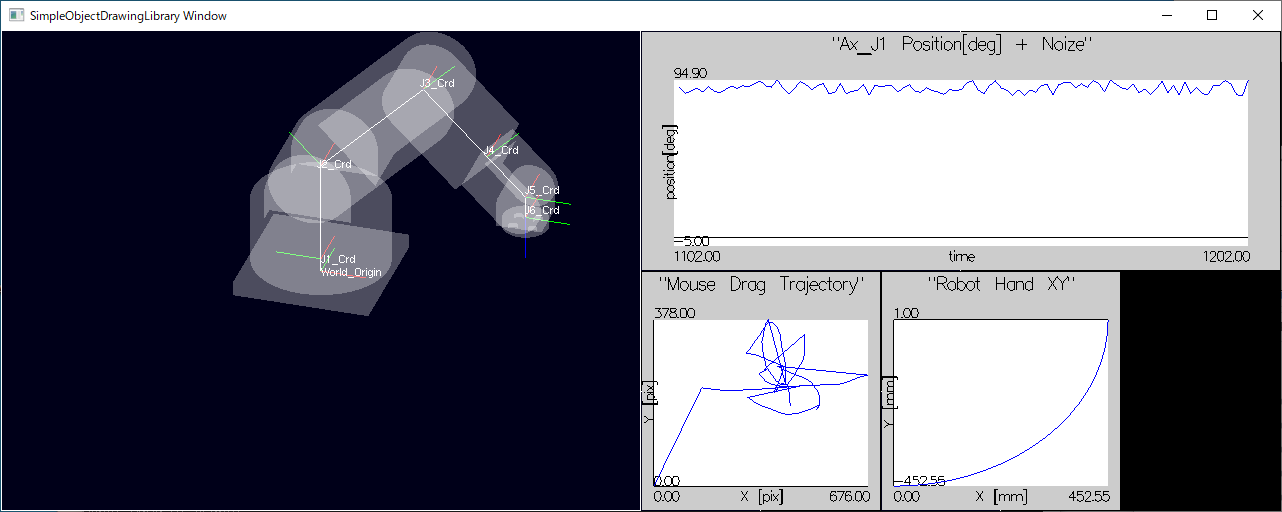 SimpleObjectDrawingLibrary Window
J3_Crd
J4_Crd
J2_Crd
J5_Crd
J6_Crd
J1_Crd
World_Origin
"Ax_J1 Position[deg] + Noize"
94.90
position[deg]
-5.00
1102.00
time
1202.00
"Mouse Drag Trajectory"
378.00
Y [pix]
0.00
0.00
X [pix]
676.00
"Robot Hand XY"
1.00
Y [mm]
-452.55
0.00
X [mm]
452.55